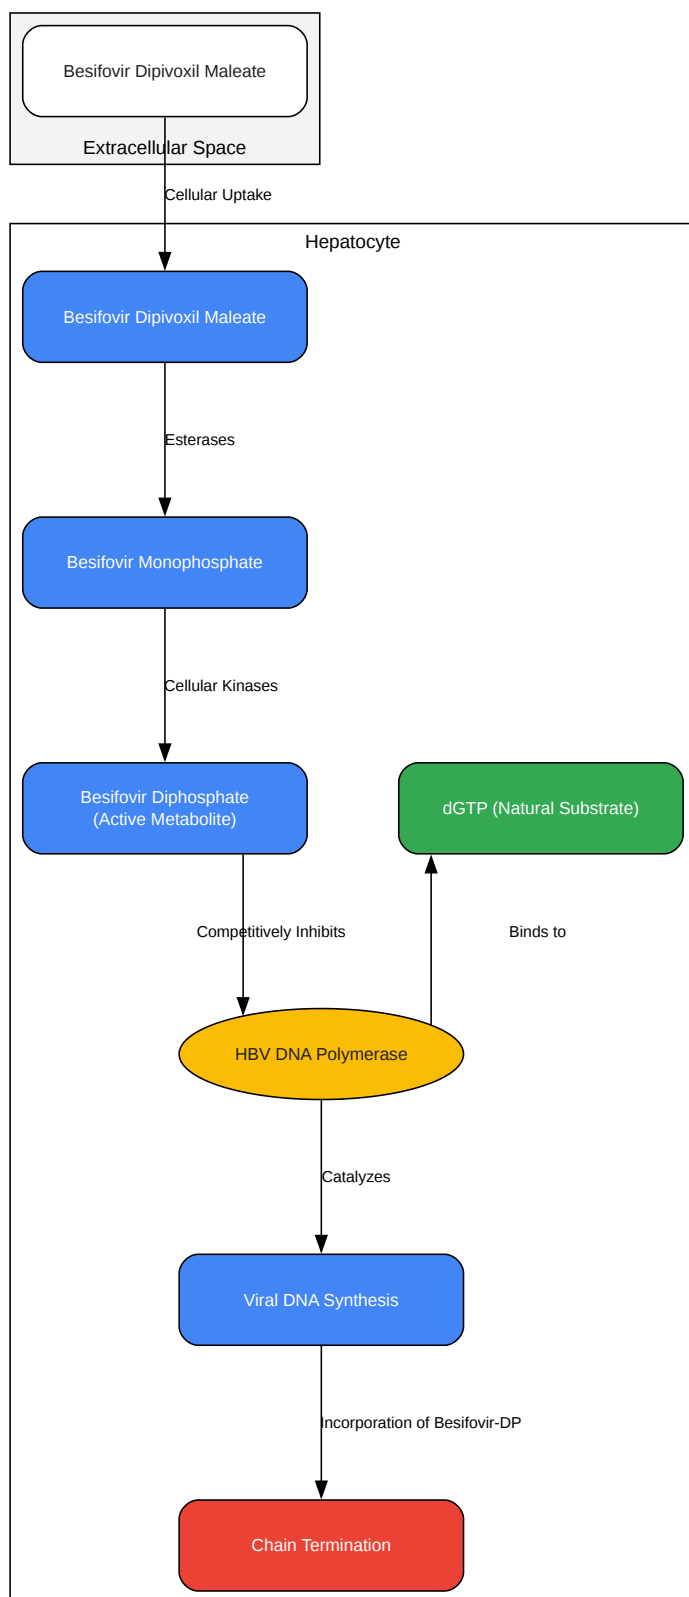 Besifovir Dipivoxil Maleate
Extracellular Space
Cellular Uptake
Hepatocyte
Besifovir Dipivoxil Maleate
Esterases
Besifovir Monophosphate
Cellular Kinases
Besifovir Diphosphate
(Active Metabolite)
dGTP (Natural Substrate)
Competitively Inhibits
Binds to
HBV DNA Polymerase
Catalyzes
Viral DNA Synthesis
Incorporation of Besifovir-DP
Chain Termination